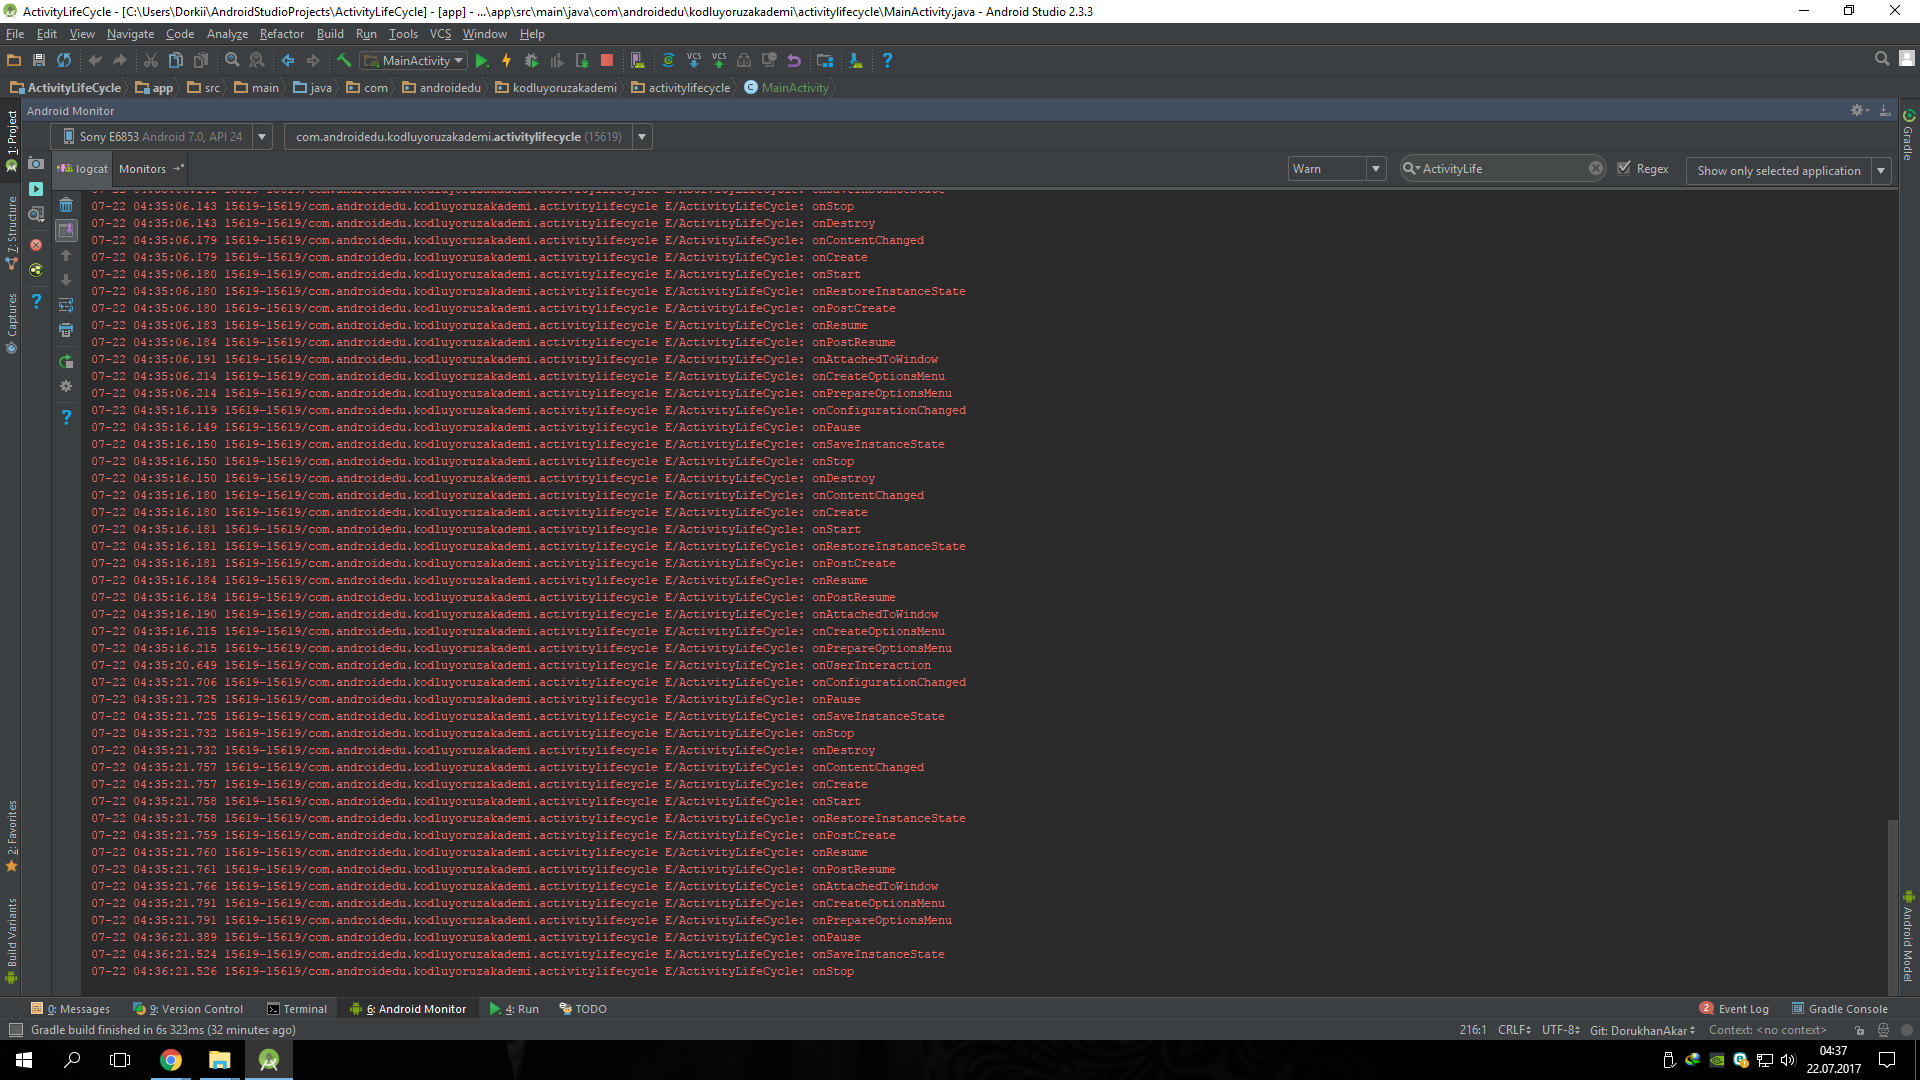 ActivityLifeCycle - [C:\Users\Dorkii\AndroidStudioProjects\ActivityLifeCycle] - [app] - ...\app\src\main\java\com\androidedu\kodluyoruzakademi\activitylifecycle\MainActivity.java - Android Studio 2.3.3
File Edit View Navigate Code Analyze Refactor Build Run Tools VCS Window Help
MainActivity VCS VCS
ActivityLifeCycle app src main java com androidedu kodluyoruzakademi activitylifecycle MainActivity
Android Monitor
Sony E6853 Android 7.0, API 24 com.androidedu.kodluyoruzakademi.activitylifecycle (15619)
logcat Monitors Warn ActivityLife Regex Show only selected application
07-22 04:35:06.143 15619-15619/com.androidedu.kodluyoruzakademi.activitylifecycle E/ActivityLifeCycle: onStop
07-22 04:35:06.143 15619-15619/com.androidedu.kodluyoruzakademi.activitylifecycle E/ActivityLifeCycle: onDestroy
07-22 04:35:06.179 15619-15619/com.androidedu.kodluyoruzakademi.activitylifecycle E/ActivityLifeCycle: onContentChanged
07-22 04:35:06.179 15619-15619/com.androidedu.kodluyoruzakademi.activitylifecycle E/ActivityLifeCycle: onCreate
07-22 04:35:06.180 15619-15619/com.androidedu.kodluyoruzakademi.activitylifecycle E/ActivityLifeCycle: onStart
07-22 04:35:06.180 15619-15619/com.androidedu.kodluyoruzakademi.activitylifecycle E/ActivityLifeCycle: onRestoreInstanceState
07-22 04:35:06.180 15619-15619/com.androidedu.kodluyoruzakademi.activitylifecycle E/ActivityLifeCycle: onPostCreate
07-22 04:35:06.183 15619-15619/com.androidedu.kodluyoruzakademi.activitylifecycle E/ActivityLifeCycle: onResume
07-22 04:35:06.184 15619-15619/com.androidedu.kodluyoruzakademi.activitylifecycle E/ActivityLifeCycle: onPostResume
07-22 04:35:06.191 15619-15619/com.androidedu.kodluyoruzakademi.activitylifecycle E/ActivityLifeCycle: onAttachedToWindow
07-22 04:35:06.214 15619-15619/com.androidedu.kodluyoruzakademi.activitylifecycle E/ActivityLifeCycle: onCreateOptionsMenu
07-22 04:35:06.214 15619-15619/com.androidedu.kodluyoruzakademi.activitylifecycle E/ActivityLifeCycle: onPrepareOptionsMenu
07-22 04:35:16.119 15619-15619/com.androidedu.kodluyoruzakademi.activitylifecycle E/ActivityLifeCycle: onConfigurationChanged
07-22 04:35:16.149 15619-15619/com.androidedu.kodluyoruzakademi.activitylifecycle E/ActivityLifeCycle: onPause
07-22 04:35:16.150 15619-15619/com.androidedu.kodluyoruzakademi.activitylifecycle E/ActivityLifeCycle: onSaveInstanceState
07-22 04:35:16.150 15619-15619/com.androidedu.kodluyoruzakademi.activitylifecycle E/ActivityLifeCycle: onStop
07-22 04:35:16.150 15619-15619/com.androidedu.kodluyoruzakademi.activitylifecycle E/ActivityLifeCycle: onDestroy
07-22 04:35:16.180 15619-15619/com.androidedu.kodluyoruzakademi.activitylifecycle E/ActivityLifeCycle: onContentChanged
07-22 04:35:16.180 15619-15619/com.androidedu.kodluyoruzakademi.activitylifecycle E/ActivityLifeCycle: onCreate
07-22 04:35:16.181 15619-15619/com.androidedu.kodluyoruzakademi.activitylifecycle E/ActivityLifeCycle: onStart
07-22 04:35:16.181 15619-15619/com.androidedu.kodluyoruzakademi.activitylifecycle E/ActivityLifeCycle: onRestoreInstanceState
07-22 04:35:16.181 15619-15619/com.androidedu.kodluyoruzakademi.activitylifecycle E/ActivityLifeCycle: onPostCreate
07-22 04:35:16.184 15619-15619/com.androidedu.kodluyoruzakademi.activitylifecycle E/ActivityLifeCycle: onResume
07-22 04:35:16.184 15619-15619/com.androidedu.kodluyoruzakademi.activitylifecycle E/ActivityLifeCycle: onPostResume
07-22 04:35:16.190 15619-15619/com.androidedu.kodluyoruzakademi.activitylifecycle E/ActivityLifeCycle: onAttachedToWindow
07-22 04:35:16.215 15619-15619/com.androidedu.kodluyoruzakademi.activitylifecycle E/ActivityLifeCycle: onCreateOptionsMenu
07-22 04:35:16.215 15619-15619/com.androidedu.kodluyoruzakademi.activitylifecycle E/ActivityLifeCycle: onPrepareOptionsMenu
07-22 04:35:20.649 15619-15619/com.androidedu.kodluyoruzakademi.activitylifecycle E/ActivityLifeCycle: onUserInteraction
07-22 04:35:21.706 15619-15619/com.androidedu.kodluyoruzakademi.activitylifecycle E/ActivityLifeCycle: onConfigurationChanged
07-22 04:35:21.725 15619-15619/com.androidedu.kodluyoruzakademi.activitylifecycle E/ActivityLifeCycle: onPause
07-22 04:35:21.725 15619-15619/com.androidedu.kodluyoruzakademi.activitylifecycle E/ActivityLifeCycle: onSaveInstanceState
07-22 04:35:21.732 15619-15619/com.androidedu.kodluyoruzakademi.activitylifecycle E/ActivityLifeCycle: onStop
07-22 04:35:21.732 15619-15619/com.androidedu.kodluyoruzakademi.activitylifecycle E/ActivityLifeCycle: onDestroy
07-22 04:35:21.757 15619-15619/com.androidedu.kodluyoruzakademi.activitylifecycle E/ActivityLifeCycle: onContentChanged
07-22 04:35:21.757 15619-15619/com.androidedu.kodluyoruzakademi.activitylifecycle E/ActivityLifeCycle: onCreate
07-22 04:35:21.758 15619-15619/com.androidedu.kodluyoruzakademi.activitylifecycle E/ActivityLifeCycle: onStart
07-22 04:35:21.758 15619-15619/com.androidedu.kodluyoruzakademi.activitylifecycle E/ActivityLifeCycle: onRestoreInstanceState
07-22 04:35:21.759 15619-15619/com.androidedu.kodluyoruzakademi.activitylifecycle E/ActivityLifeCycle: onPostCreate
07-22 04:35:21.760 15619-15619/com.androidedu.kodluyoruzakademi.activitylifecycle E/ActivityLifeCycle: onResume
07-22 04:35:21.761 15619-15619/com.androidedu.kodluyoruzakademi.activitylifecycle E/ActivityLifeCycle: onPostResume
07-22 04:35:21.766 15619-15619/com.androidedu.kodluyoruzakademi.activitylifecycle E/ActivityLifeCycle: onAttachedToWindow
07-22 04:35:21.791 15619-15619/com.androidedu.kodluyoruzakademi.activitylifecycle E/ActivityLifeCycle: onCreateOptionsMenu
07-22 04:35:21.791 15619-15619/com.androidedu.kodluyoruzakademi.activitylifecycle E/ActivityLifeCycle: onPrepareOptionsMenu
07-22 04:36:21.389 15619-15619/com.androidedu.kodluyoruzakademi.activitylifecycle E/ActivityLifeCycle: onPause
07-22 04:36:21.524 15619-15619/com.androidedu.kodluyoruzakademi.activitylifecycle E/ActivityLifeCycle: onSaveInstanceState
07-22 04:36:21.526 15619-15619/com.androidedu.kodluyoruzakademi.activitylifecycle E/ActivityLifeCycle: onStop
1: Project
7: Structure
Captures
2: Favorites
Build Variants
Gradle
Android Model
0: Messages 9: Version Control Terminal 6: Android Monitor 4: Run TODO 2 Event Log Gradle Console
Gradle build finished in 6s 323ms (32 minutes ago) 216:1 CRLF UTF-8 Git: DorukhanAkar Context: <no context>
04:37
22.07.2017